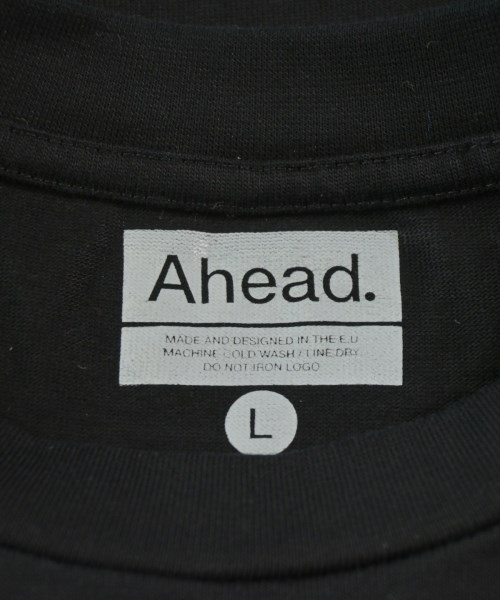 Ahead.
MADE AND DESIGNED IN THE E.U
MACHINE COLD WASH / LINE DRY.
DO NOT IRON LOGO
L